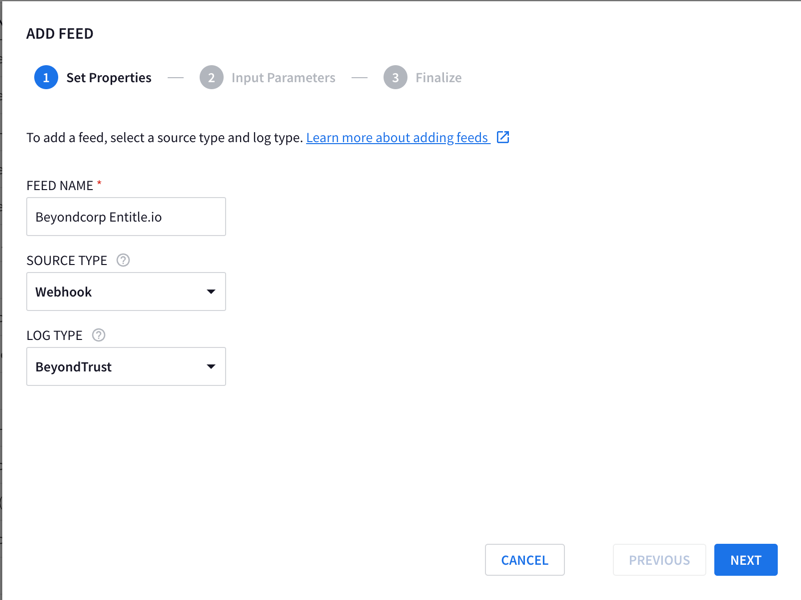 ADD FEED
1 Set Properties — 2 Input Parameters — 3 Finalize
To add a feed, select a source type and log type. Learn more about adding feeds
FEED NAME *
Beyondcorp Entitle.io
SOURCE TYPE ?
Webhook
LOG TYPE ?
BeyondTrust
CANCEL PREVIOUS NEXT